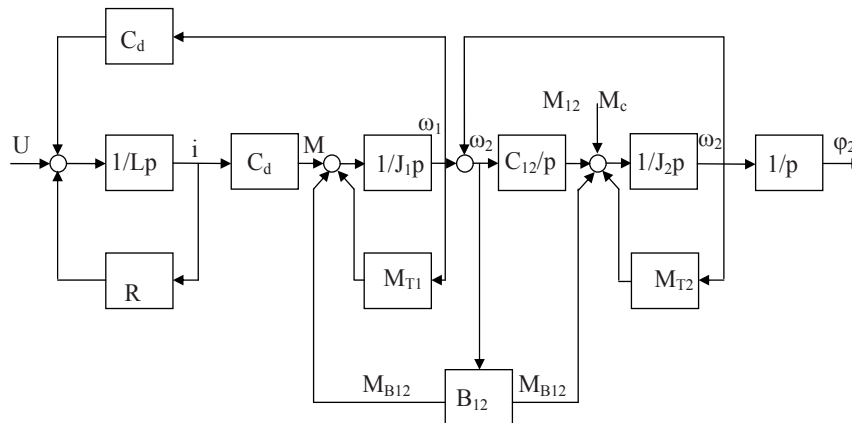 C_d
M_12 M_c
U 1/Lp i C_d M 1/J_1p ω_1 ω_2 C_12/p 1/J_2p ω_2 1/p φ_2
R M_T1 M_T2
M_B12 B_12 M_B12